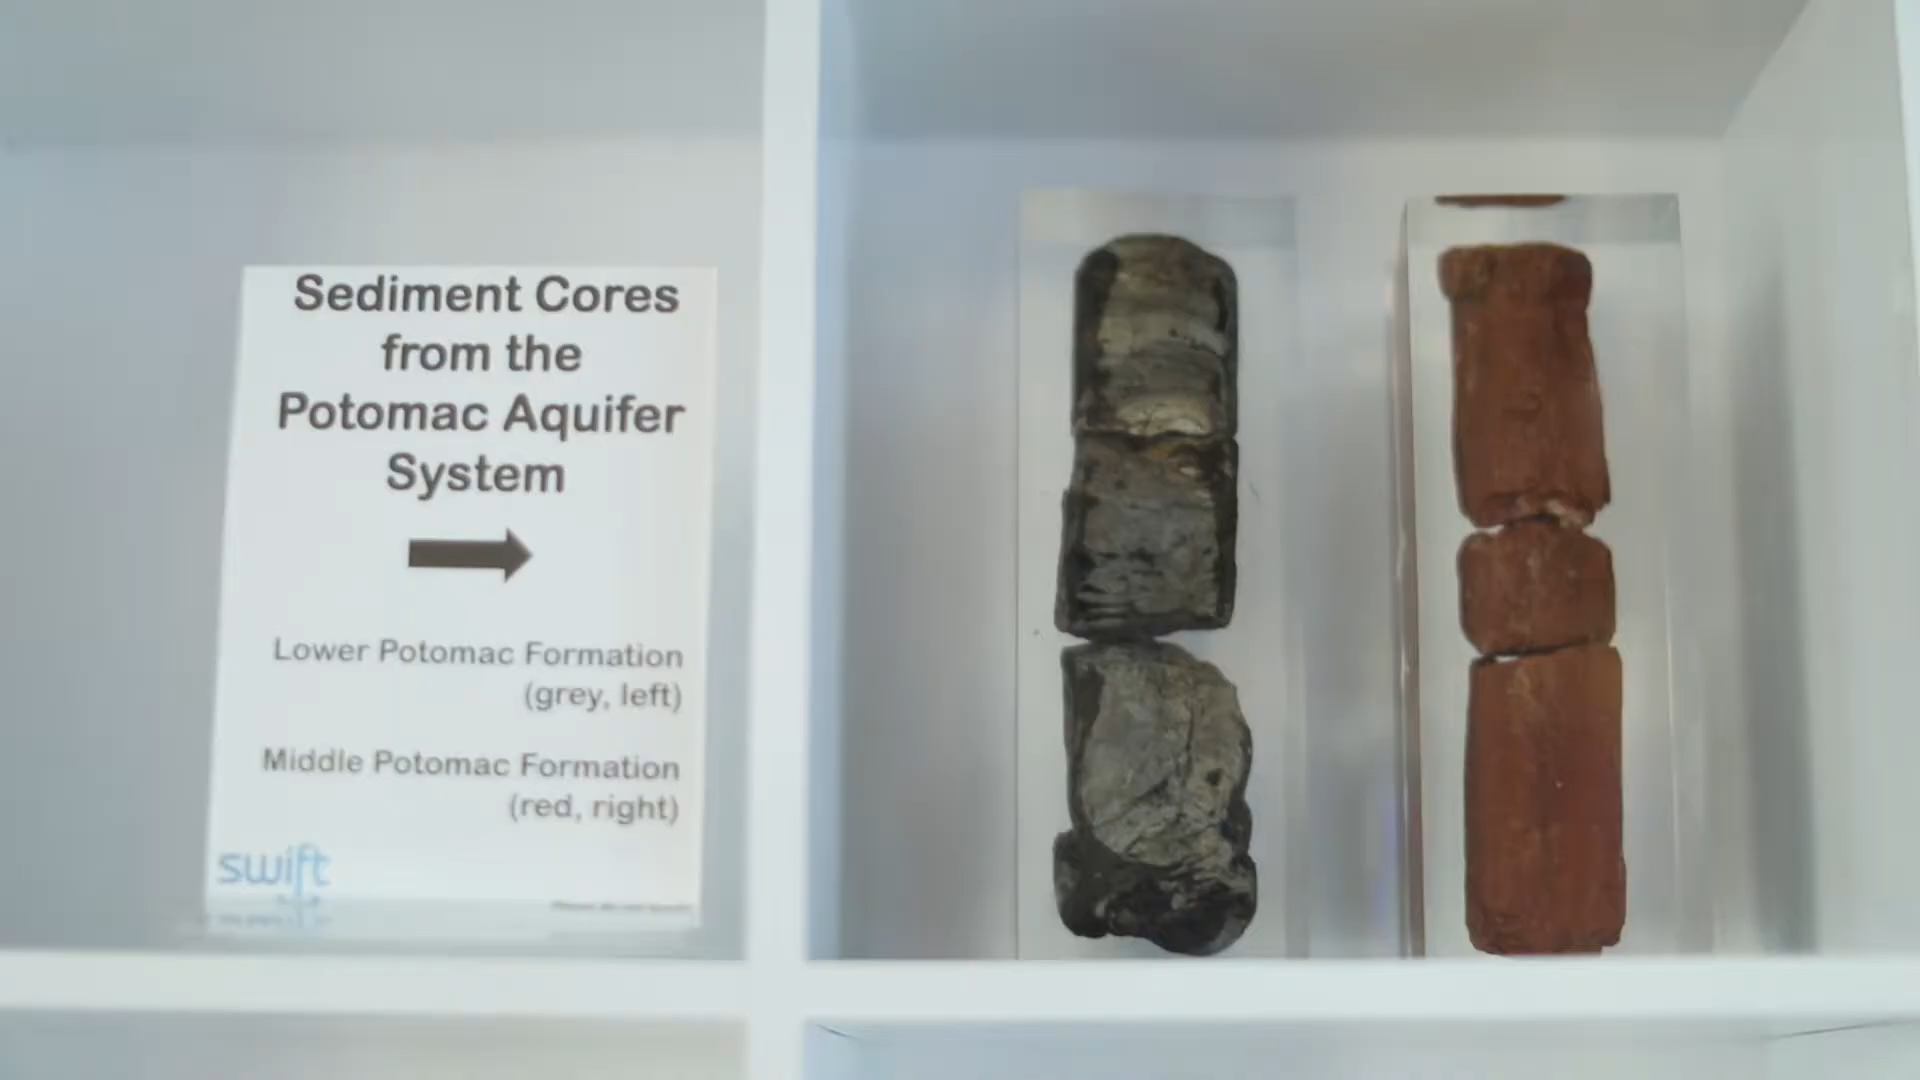 Sediment Cores
from the
Potomac Aquifer
System
Lower Potomac Formation
(grey, left)
Middle Potomac Formation
(red, right)
swift